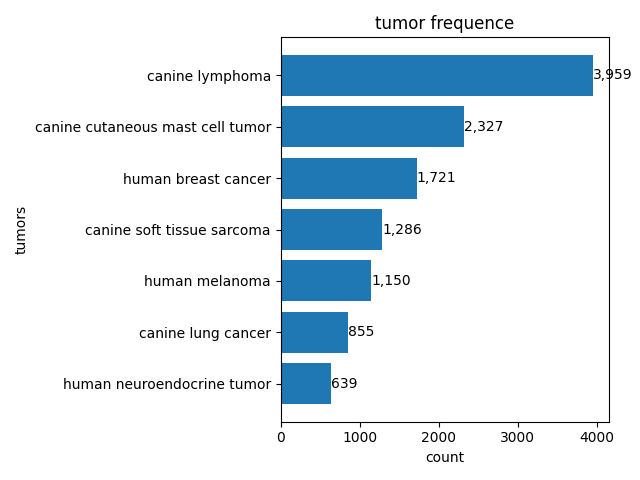 tumor frequence
canine lymphoma 3,959
canine cutaneous mast cell tumor 2,327
human breast cancer 1,721
canine soft tissue sarcoma 1,286
human melanoma 1,150
canine lung cancer 855
human neuroendocrine tumor 639
tumors
0 1000 2000 3000 4000
count